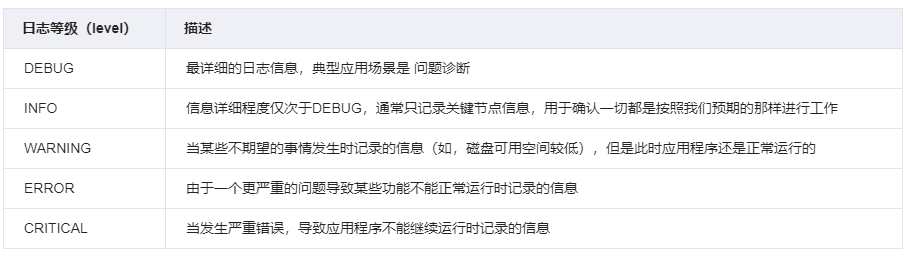 日志等级（level） 描述
DEBUG 最详细的日志信息，典型应用场景是 问题诊断
INFO 信息详细程度仅次于DEBUG，通常只记录关键节点信息，用于确认一切都是按照我们预期的那样进行工作
WARNING 当某些不期望的事情发生时记录的信息（如，磁盘可用空间较低），但是此时应用程序还是正常运行的
ERROR 由于一个更严重的问题导致某些功能不能正常运行时记录的信息
CRITICAL 当发生严重错误，导致应用程序不能继续运行时记录的信息